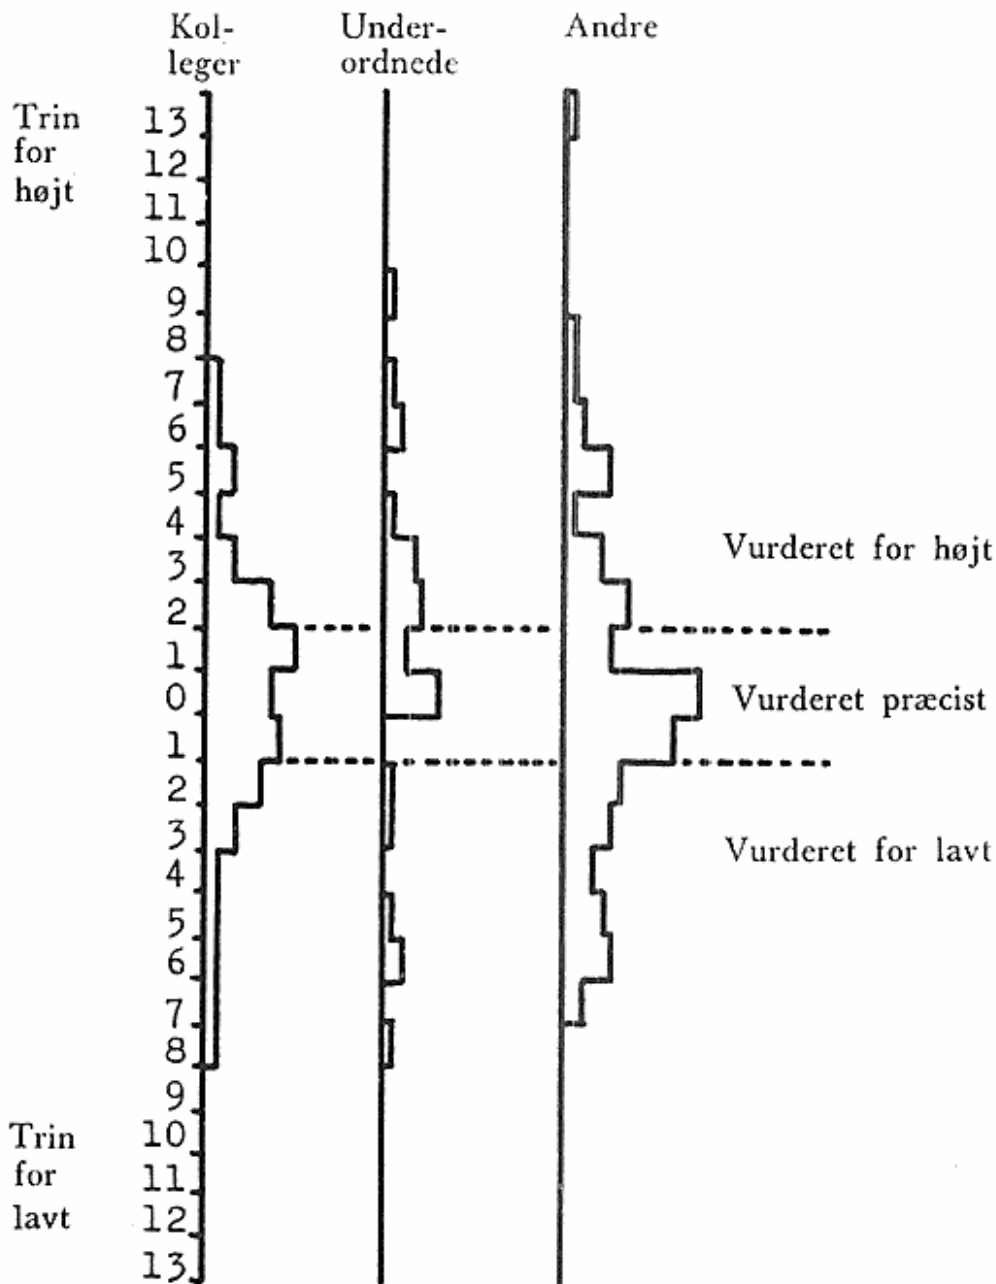 Kol-
leger
Under-
ordnede
Andre
Trin
for
højt
13
12
11
10
9
8
7
6
5
4
3
2
1
0
1
2
3
4
5
6
7
8
9
10
11
12
13
Vurderet for højt
Vurderet præcist
Vurderet for lavt
Trin
for
lavt